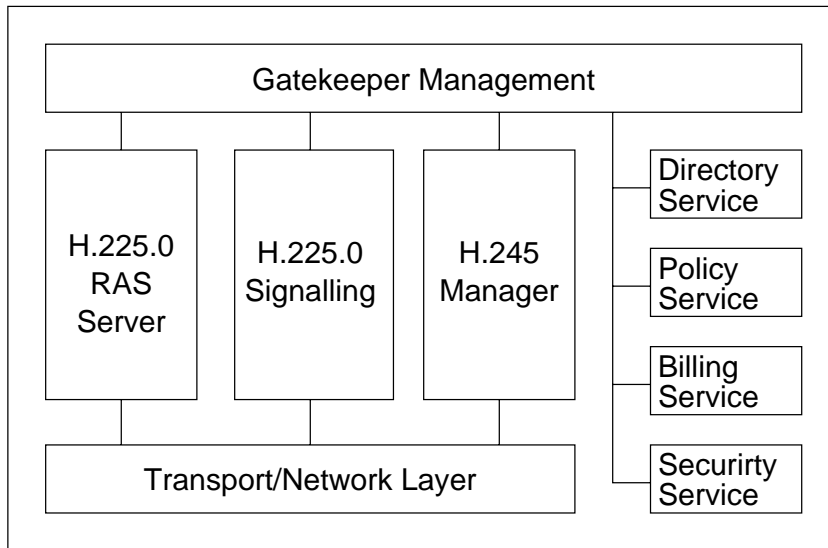 Gatekeeper Management
H.225.0
RAS
Server
H.225.0
Signalling
H.245
Manager
Directory
Service
Policy
Service
Billing
Service
Securirty
Service
Transport/Network Layer